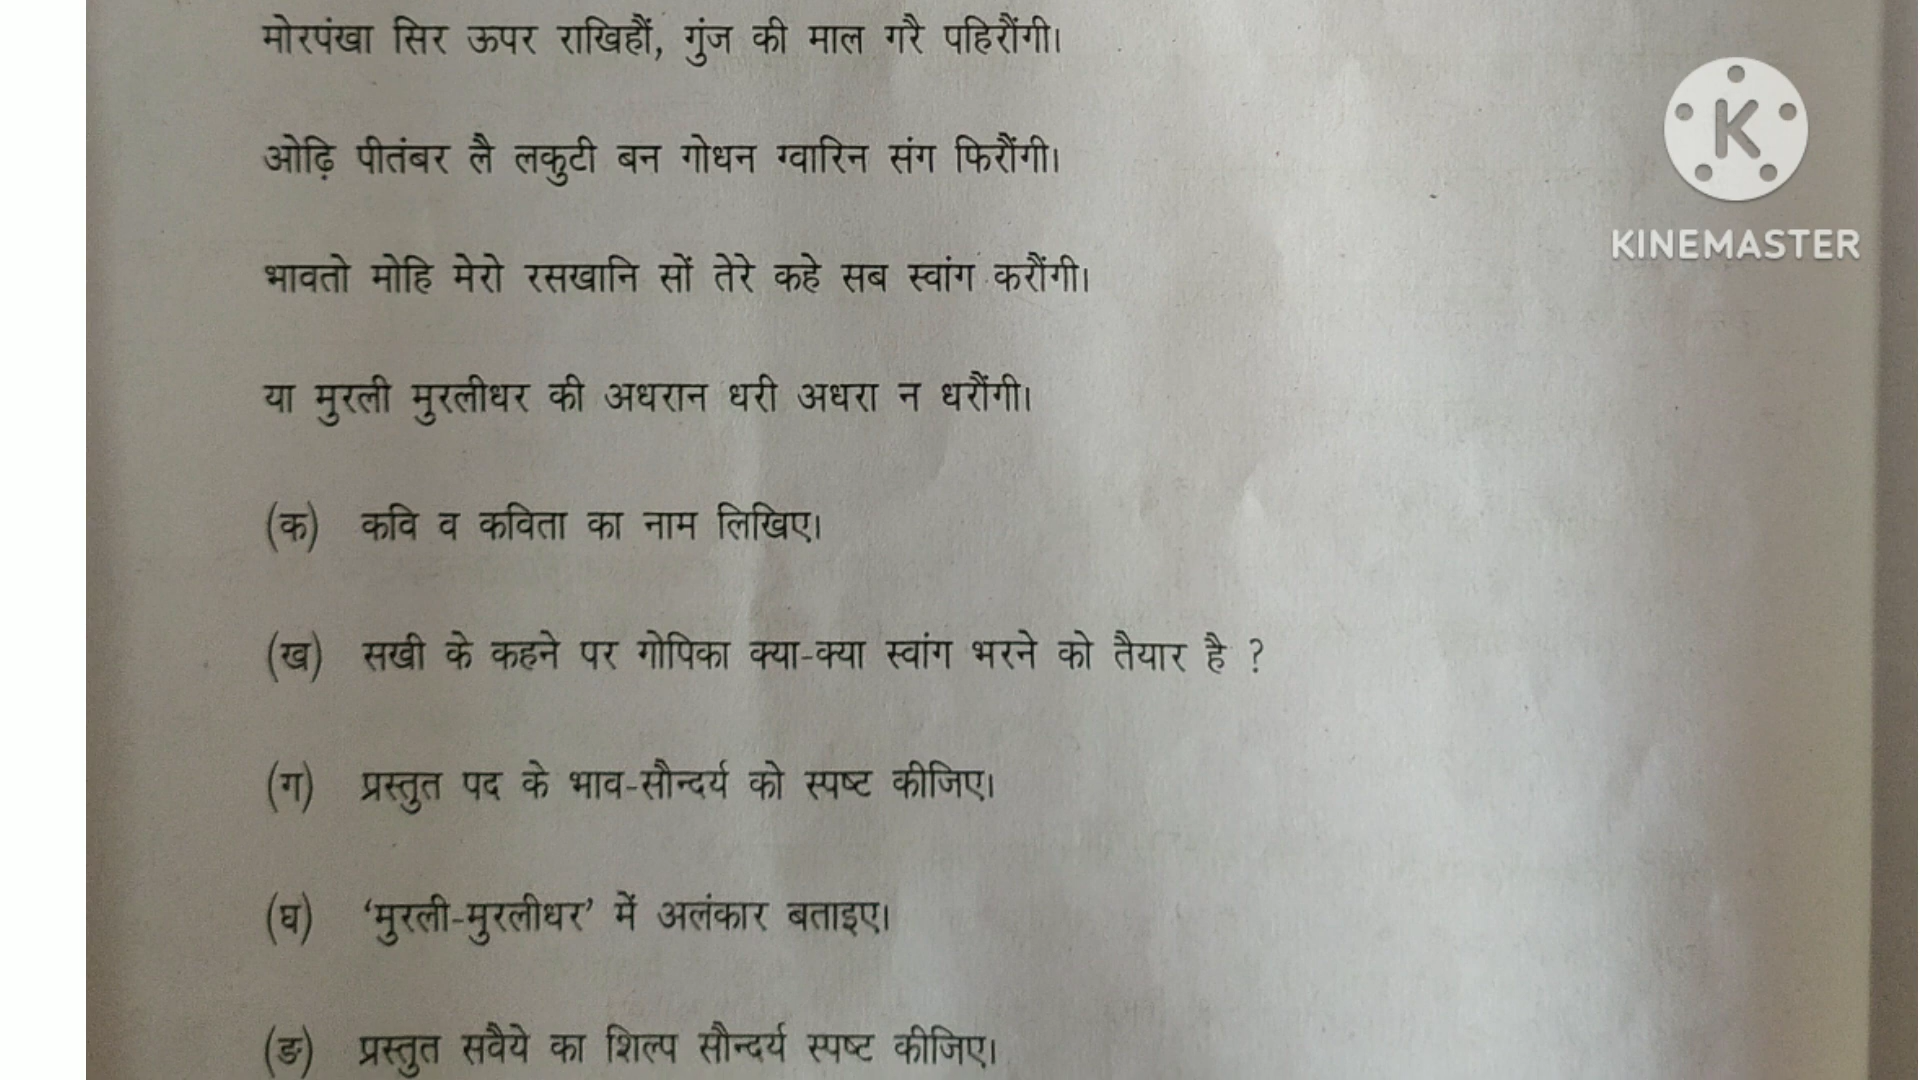 मोरपंखा सिर ऊपर राखिहौं, गुंज की माल गरै पहिरौंगी।
ओढ़ि पीतंबर लै लकुटी बन गोधन ग्वारिन संग फिरौंगी।
भावतो मोहि मेरो रसखानि सों तेरे कहे सब स्वांग करौंगी।
या मुरली मुरलीधर की अधरान धरी अधरा न धरौंगी।
(क) कवि व कविता का नाम लिखिए।
(ख) सखी के कहने पर गोपिका क्या-क्या स्वांग भरने को तैयार है ?
(ग) प्रस्तुत पद के भाव-सौन्दर्य को स्पष्ट कीजिए।
(घ) ‘मुरली-मुरलीधर’ में अलंकार बताइए।
(ङ) प्रस्तुत सवैये का शिल्प सौन्दर्य स्पष्ट कीजिए।
K
KINEMASTER